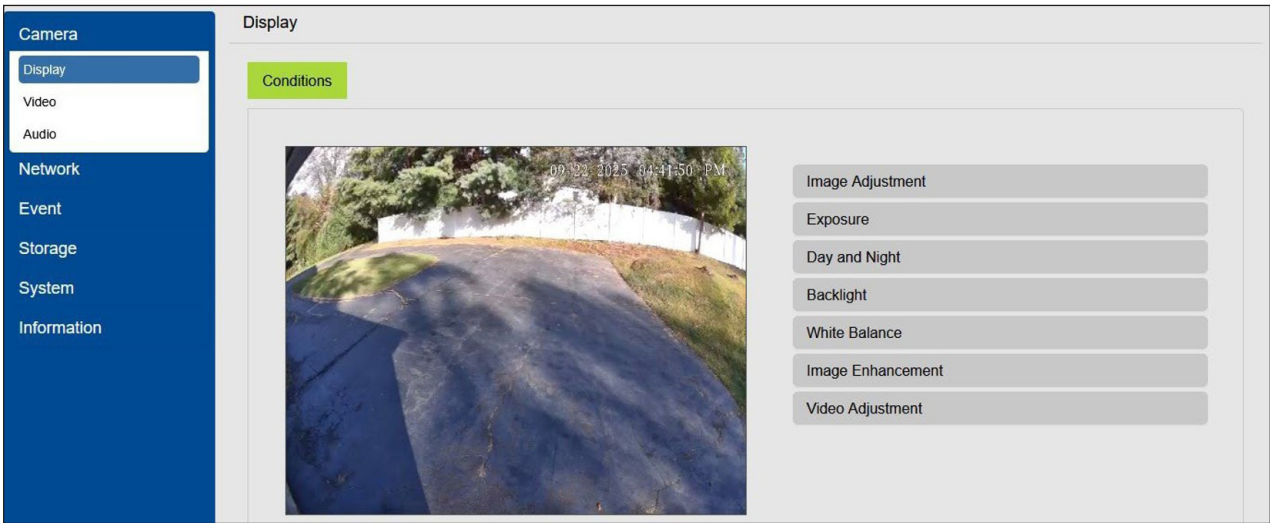 Camera
Display
Video
Audio
Network
Event
Storage
System
Information
Display
Conditions
09-22-2025 04:41:50 PM
Image Adjustment
Exposure
Day and Night
Backlight
White Balance
Image Enhancement
Video Adjustment